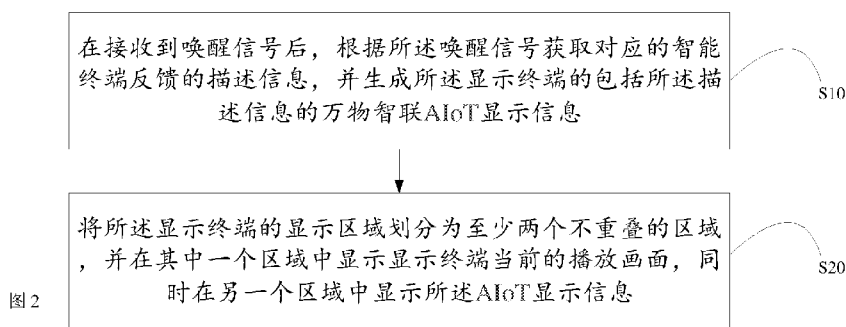 在接收到唤醒信号后，根据所述唤醒信号获取对应的智能
终端反馈的描述信息，并生成所述显示终端的包括所述描
述信息的万物智联AIoT显示信息
S10
将所述显示终端的显示区域划分为至少两个不重叠的区域
，并在其中一个区域中显示显示终端当前的播放画面，同
时在另一个区域中显示所述AIoT显示信息
S20
图2